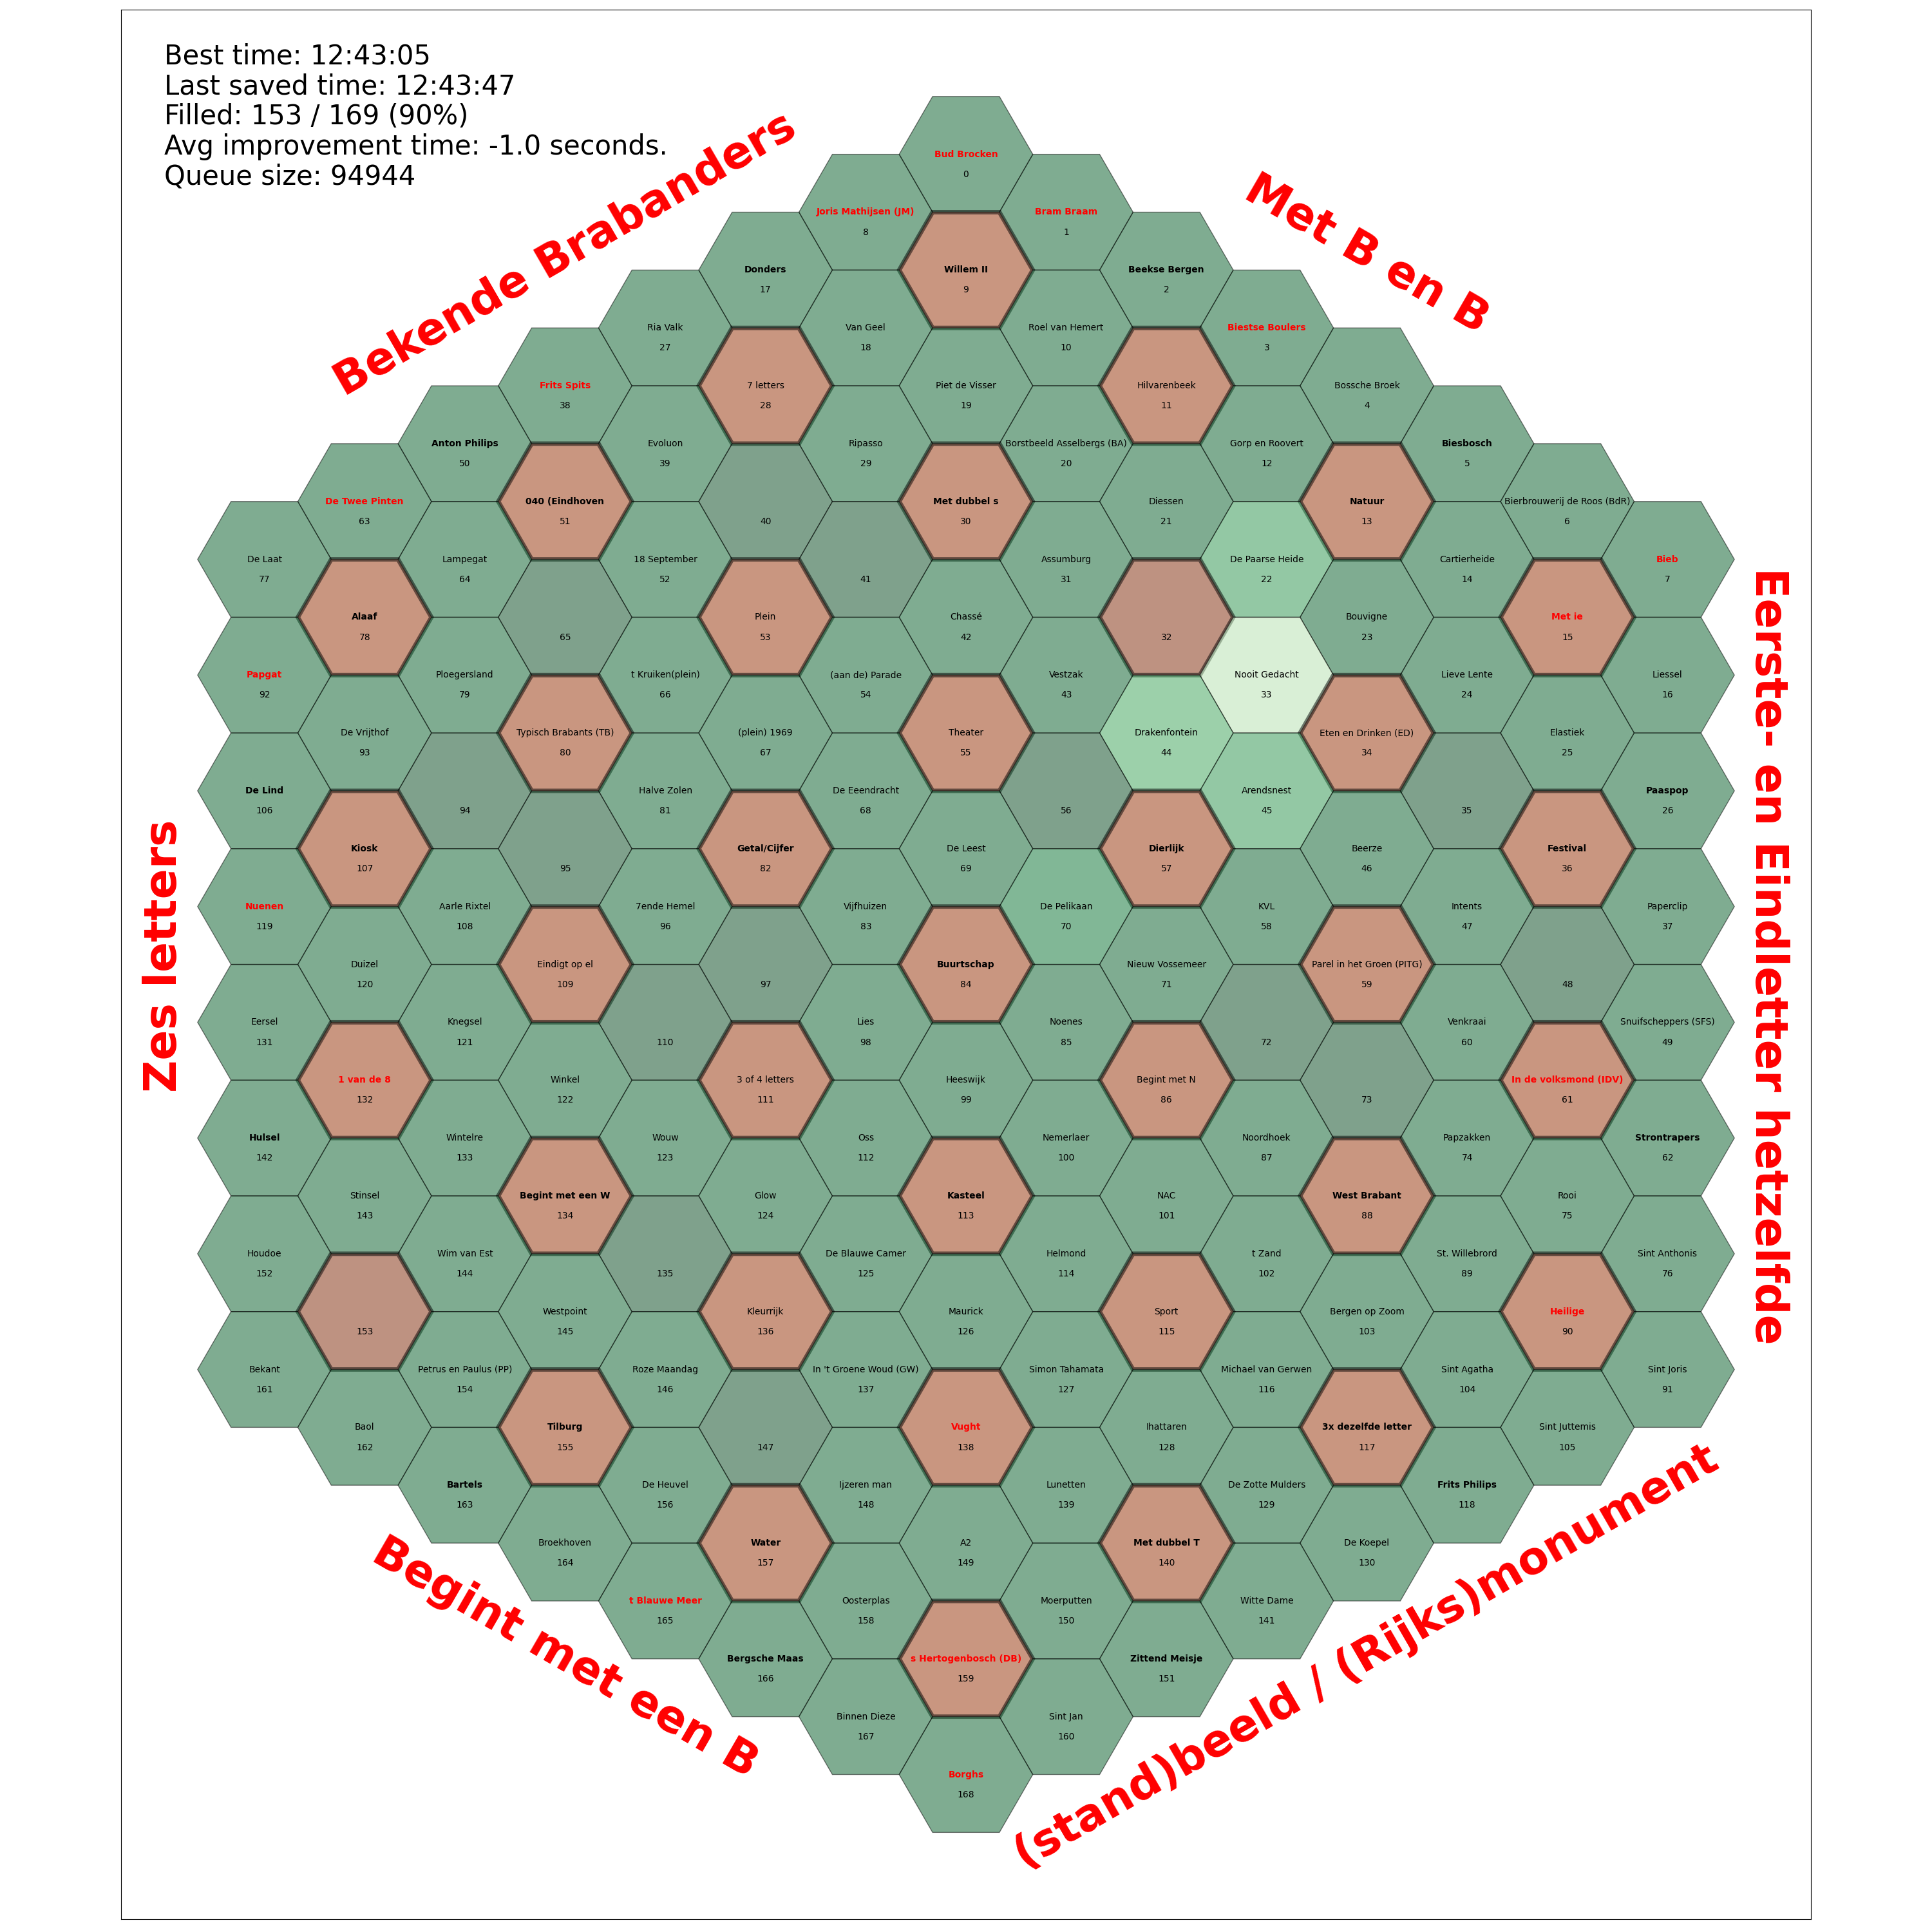 Best time: 12:43:05
Last saved time: 12:43:47
Filled: 153 / 169 (90%)
Avg improvement time: -1.0 seconds.
Queue size: 94944
Bekende Brabanders
Met B en B
Eerste- en Eindletter hetzelfde
(stand)beeld / (Rijks)monument
Begint met een B
Zes letters
Bud Brocken
0
Bram Braam
1
Beekse Bergen
2
Biestse Boulers
3
Bossche Broek
4
Biesbosch
5
Bierbrouwerij de Roos (BdR)
6
Bieb
7
Joris Mathijsen (JM)
8
Willem II
9
Roel van Hemert
10
Hilvarenbeek
11
Gorp en Roovert
12
Natuur
13
Cartierheide
14
Met ie
15
Liessel
16
Donders
17
Van Geel
18
Piet de Visser
19
Borstbeeld Asselbergs (BA)
20
Diessen
21
De Paarse Heide
22
Bouvigne
23
Lieve Lente
24
Elastiek
25
Paaspop
26
Ria Valk
27
7 letters
28
Ripasso
29
Met dubbel s
30
Assumburg
31
32
Nooit Gedacht
33
Eten en Drinken (ED)
34
35
Festival
36
Paperclip
37
Frits Spits
38
Evoluon
39
40
41
Chassé
42
Vestzak
43
Drakenfontein
44
Arendsnest
45
Beerze
46
Intents
47
48
Snuifscheppers (SFS)
49
Anton Philips
50
040 (Eindhoven
51
18 September
52
Plein
53
(aan de) Parade
54
Theater
55
56
Dierlijk
57
KVL
58
Parel in het Groen (PITG)
59
Venkraai
60
In de volksmond (IDV)
61
Strontrapers
62
De Twee Pinten
63
Lampegat
64
65
t Kruiken(plein)
66
(plein) 1969
67
De Eeendracht
68
De Leest
69
De Pelikaan
70
Nieuw Vossemeer
71
72
73
Papzakken
74
Rooi
75
Sint Anthonis
76
De Laat
77
Alaaf
78
Ploegersland
79
Typisch Brabants (TB)
80
Halve Zolen
81
Getal/Cijfer
82
Vijfhuizen
83
Buurtschap
84
Noenes
85
Begint met N
86
Noordhoek
87
West Brabant
88
St. Willebrord
89
Heilige
90
Sint Joris
91
Papgat
92
De Vrijthof
93
94
95
7ende Hemel
96
97
Lies
98
Heeswijk
99
Nemerlaer
100
NAC
101
t Zand
102
Bergen op Zoom
103
Sint Agatha
104
Sint Juttemis
105
De Lind
106
Kiosk
107
Aarle Rixtel
108
Eindigt op el
109
110
3 of 4 letters
111
Oss
112
Kasteel
113
Helmond
114
Sport
115
Michael van Gerwen
116
3x dezelfde letter
117
Frits Philips
118
Nuenen
119
Duizel
120
Knegsel
121
Winkel
122
Wouw
123
Glow
124
De Blauwe Camer
125
Maurick
126
Simon Tahamata
127
Ihattaren
128
De Zotte Mulders
129
De Koepel
130
Eersel
131
1 van de 8
132
Wintelre
133
Begint met een W
134
135
Kleurrijk
136
In 't Groene Woud (GW)
137
Vught
138
Lunetten
139
Met dubbel T
140
Witte Dame
141
Hulsel
142
Stinsel
143
Wim van Est
144
Westpoint
145
Roze Maandag
146
147
Ijzeren man
148
A2
149
Moerputten
150
Zittend Meisje
151
Houdoe
152
153
Petrus en Paulus (PP)
154
Tilburg
155
De Heuvel
156
Water
157
Oosterplas
158
s Hertogenbosch (DB)
159
Sint Jan
160
Bekant
161
Baol
162
Bartels
163
Broekhoven
164
t Blauwe Meer
165
Bergsche Maas
166
Binnen Dieze
167
Borghs
168